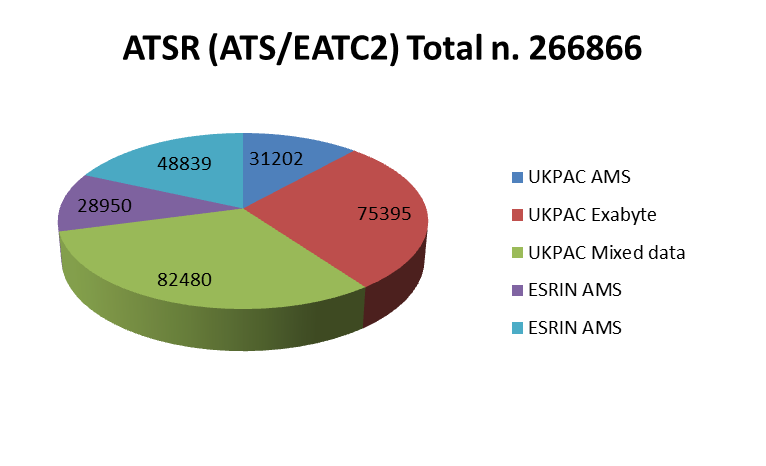 ATSR (ATS/EATC2) Total n. 266866
48839
31202
28950
75395
82480
UKPAC AMS
UKPAC Exabyte
UKPAC Mixed data
ESRIN AMS
ESRIN AMS